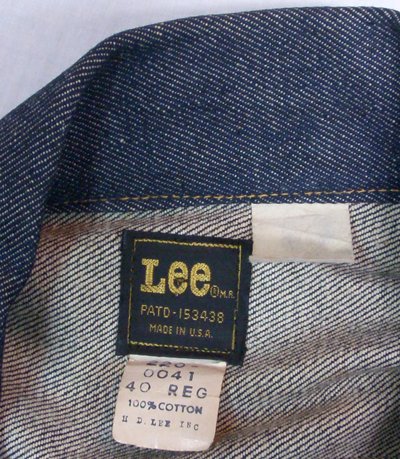 Lee ® M.R.
PATD-153438
MADE IN U.S.A.
0041
40 REG
100% COTTON
H. D. LEE INC